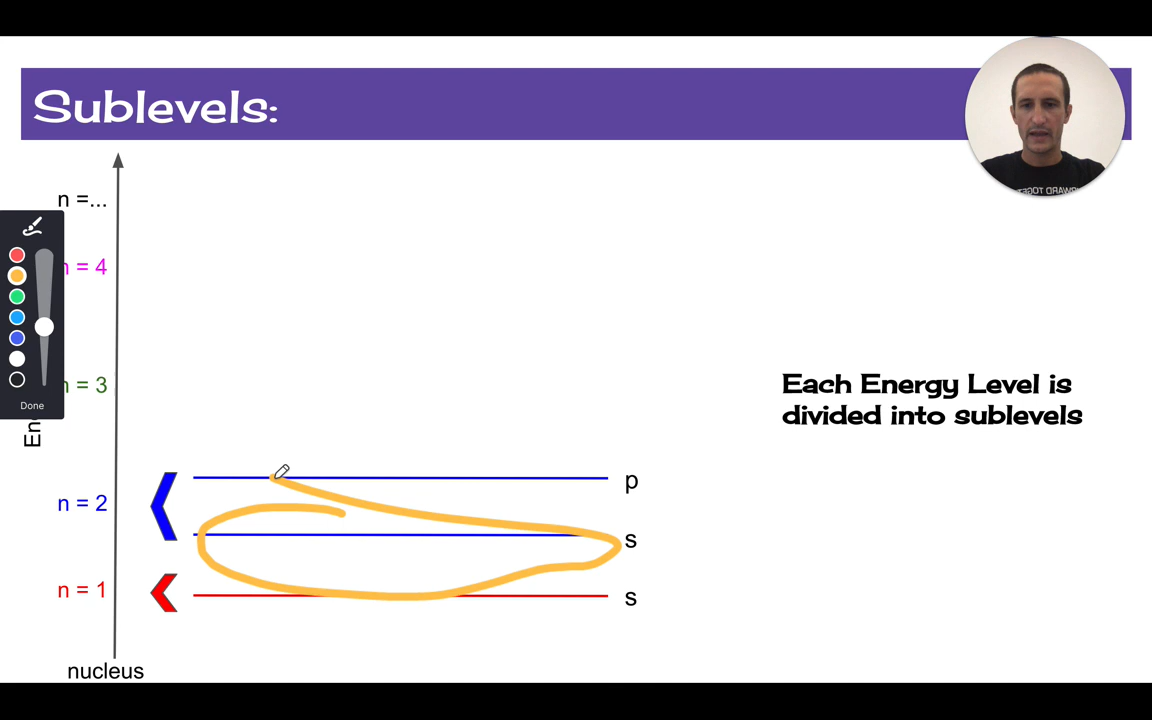 Sublevels:
n =...
= 4
= 3
n = 2
n = 1
nucleus
p
s
s
Each Energy Level is
divided into sublevels
Done